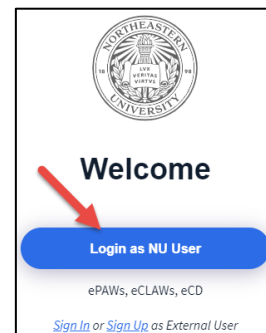 NORTHEASTERN
LVX
VERITAS
VIRTVS
18 98
UNIVERSITY
Welcome
Login as NU User
ePAWs, eCLAWs, eCD
Sign In or Sign Up as External User